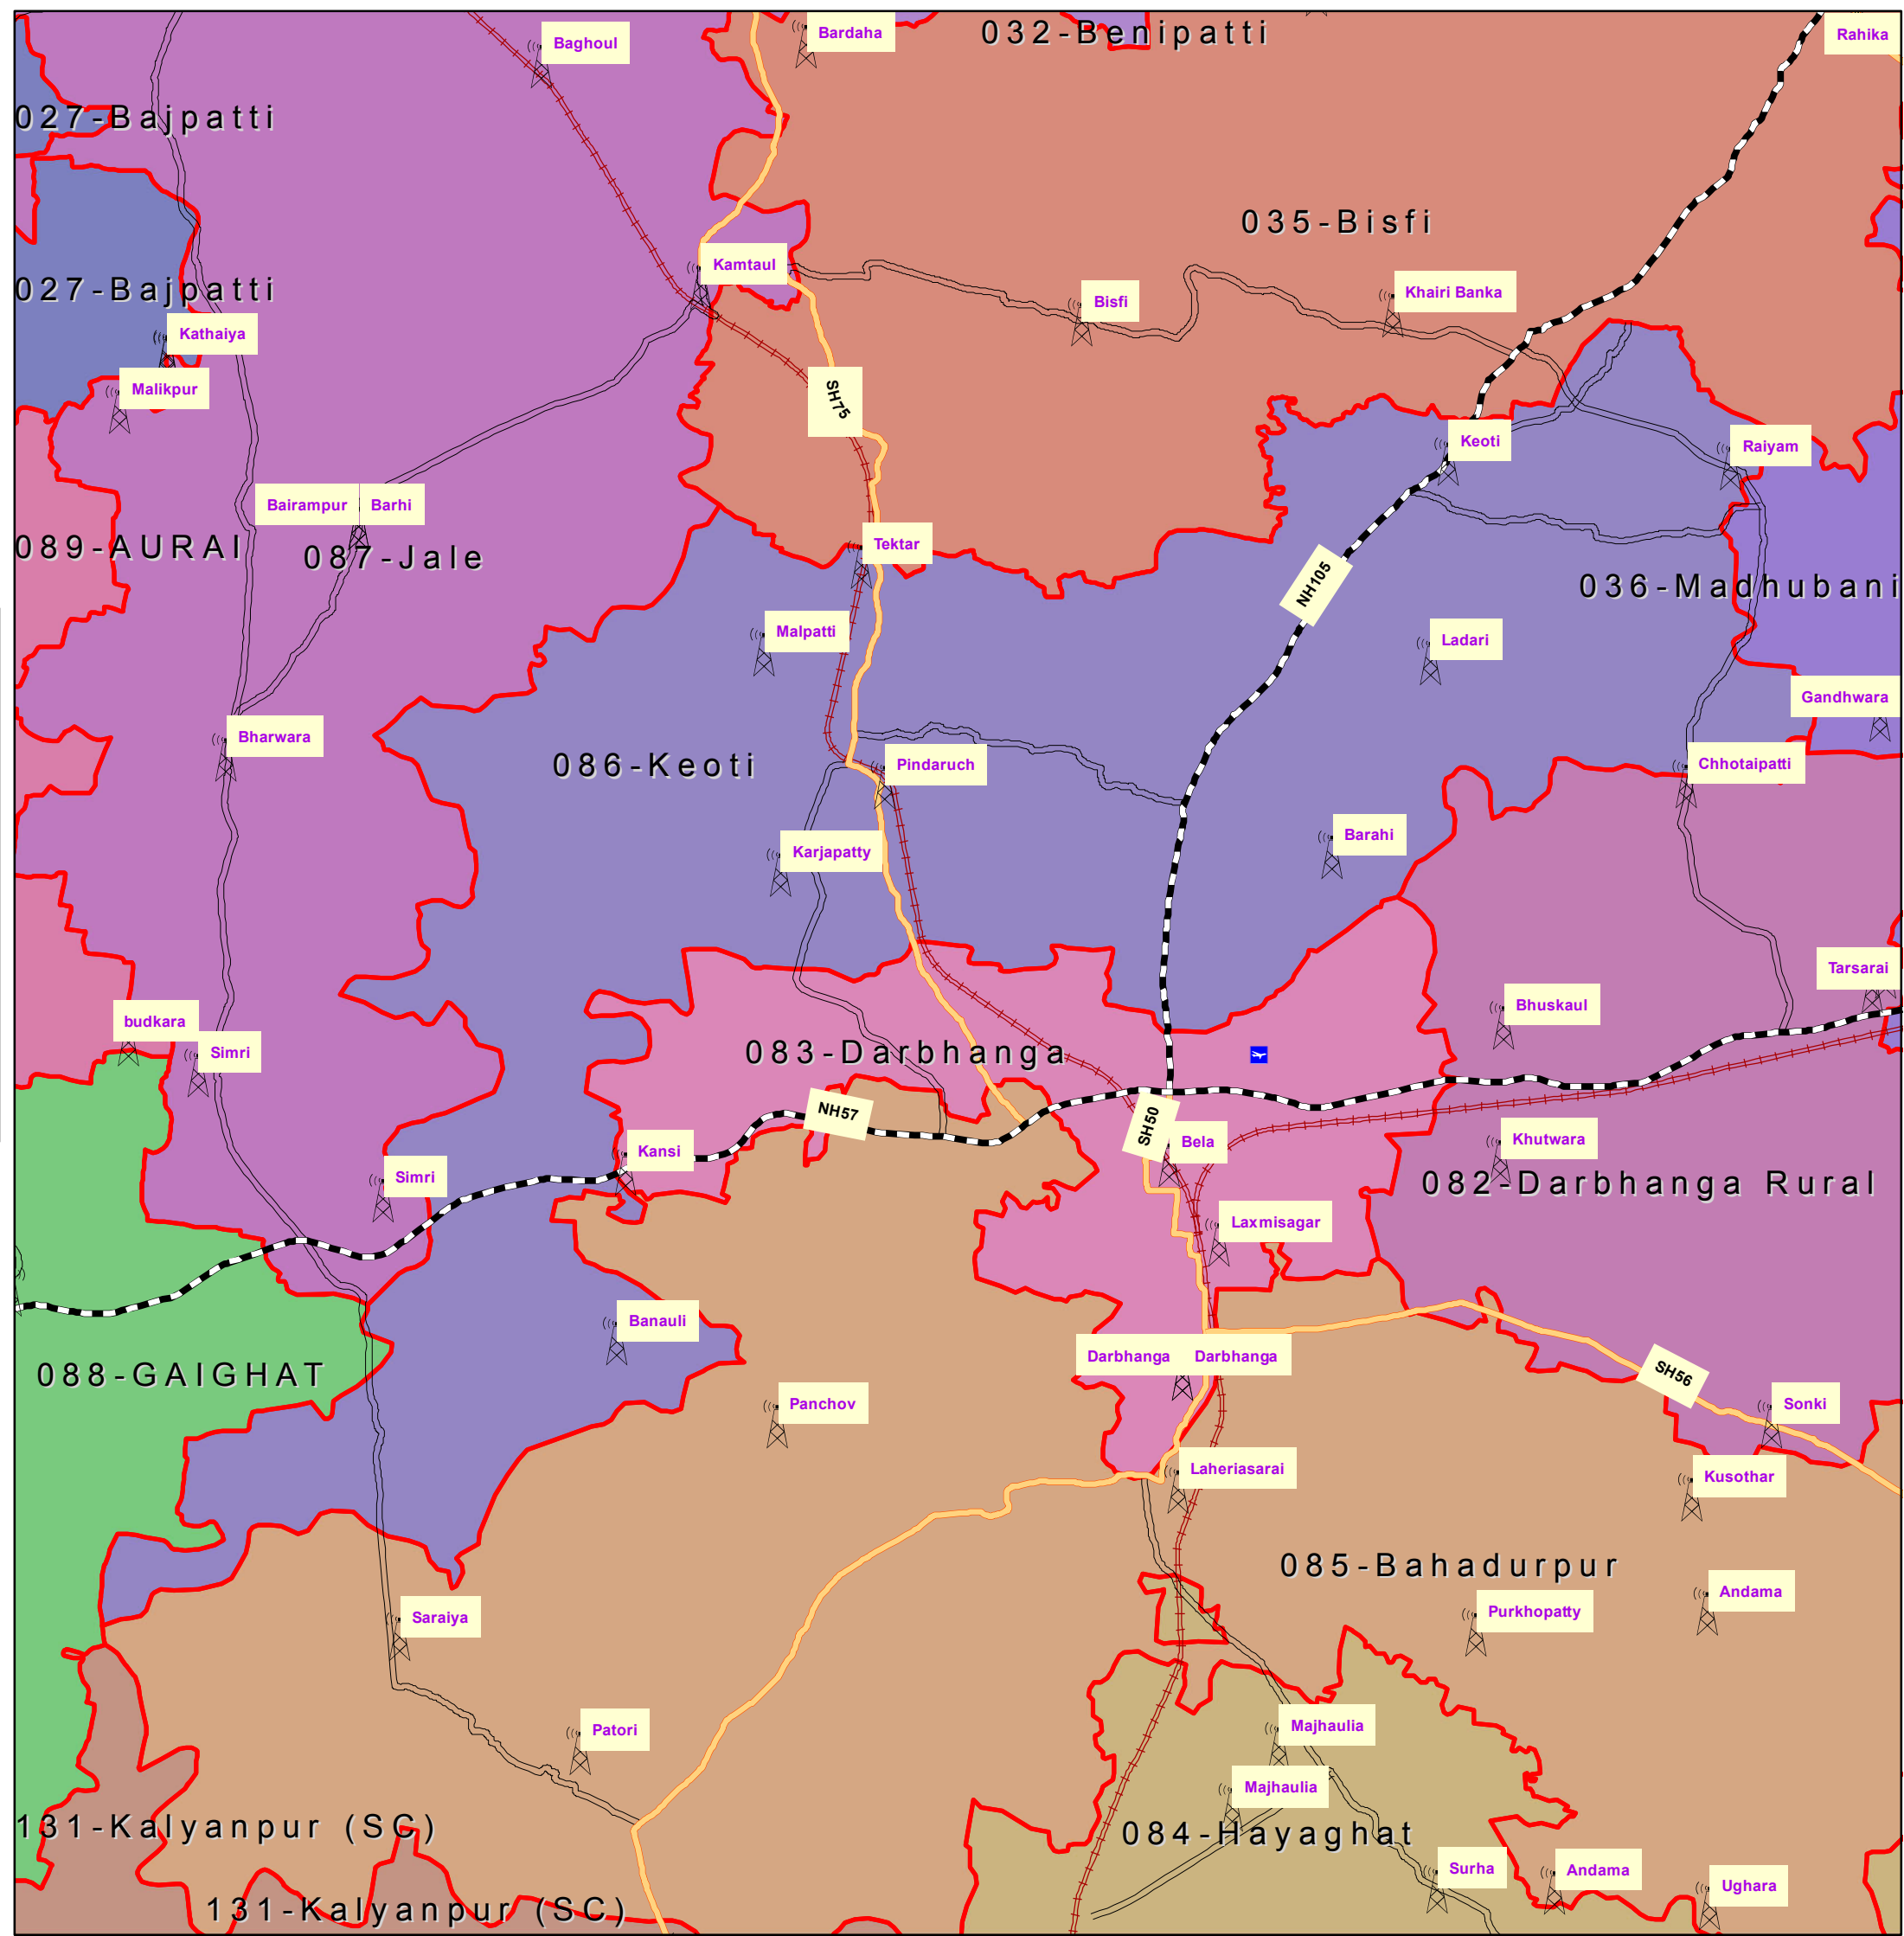 032-Benipatti
Bardaha
Rahika
Baghoul
027-Bajpatti
035-Bisfi
Kamtaul
027-Bajpatti
Bisfi
Khairi Banka
Kathaiya
Malikpur
SH75
Keoti
Raiyam
Bairampur
Barhi
089-AURAI
087-Jale
Tektar
NH105
036-Madhubani
Malpatti
Ladari
Gandhwara
Bharwara
086-Keoti
Pindaruch
Chhotaipatti
Barahi
Karjapatty
Tarsarai
Bhuskaul
budkara
Simri
083-Darbhanga
NH57
SH50
Bela
Khutwara
Kansi
Simri
082-Darbhanga Rural
Laxmisagar
Banauli
Darbhanga
Darbhanga
088-GAIGHAT
SH56
Panchov
Sonki
Laheriasarai
Kusothar
085-Bahadurpur
Andama
Purkhopatty
Saraiya
Patori
Majhaulia
Majhaulia
131-Kalyanpur (SC)
084-Hayaghat
Surha
Andama
Ughara
131-Kalyanpur (SC)